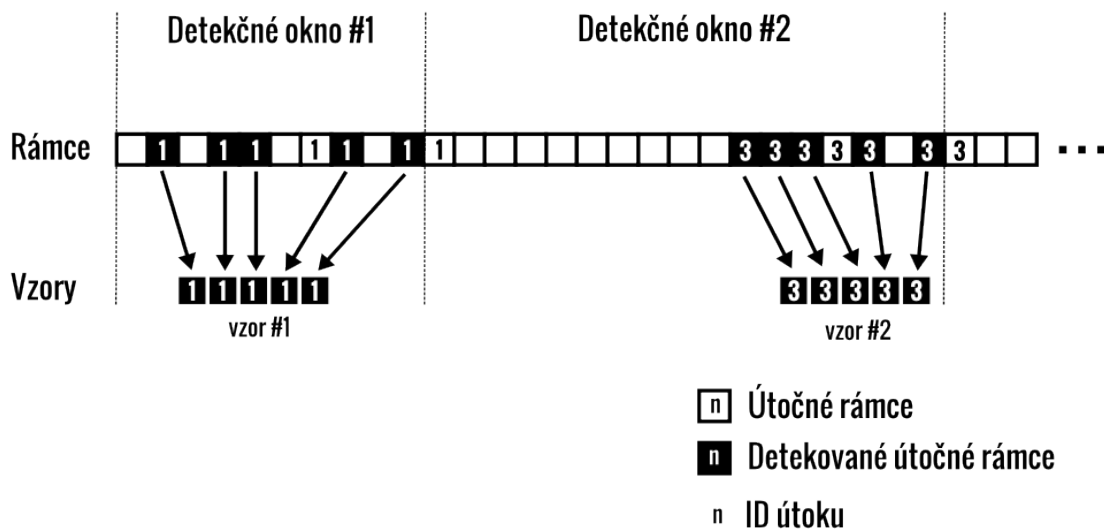 Detekčné okno #1 Detekčné okno #2
Rámce 1 1 1 1 1 1 1 3 3 3 3 3 3 3
Vzory 1 1 1 1 1 3 3 3 3 3
vzor #1 vzor #2
n Útočné rámce
n Detekované útočné rámce
n ID útoku